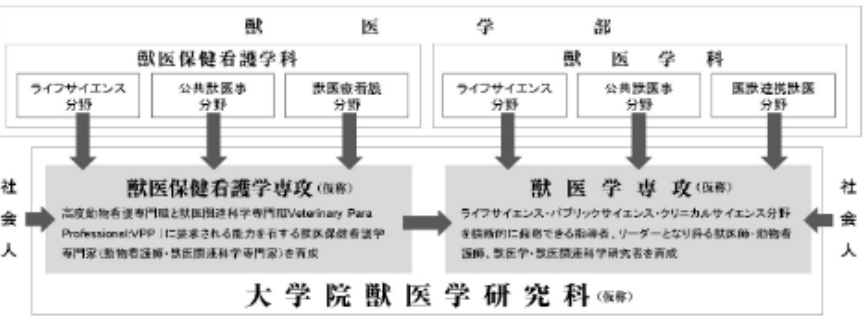 獣医学部
獣医保健看護学科
獣医学科
ライフサイエンス
分野
公共獣医事
分野
獣医療看護
分野
ライフサイエンス
分野
公共獣医事
分野
医獣連携獣医
分野
社会人
獣医保健看護学専攻(仮称)
高度動物看護専門職と獣医関連科学専門職Veterinary Para
Professional:VPP)に要求される能力を有する獣医保健看護学
専門家(動物看護師・獣医関連科学専門家)を育成
獣医学専攻(仮称)
ライフサイエンス・パブリックサイエンス・クリニカルサイエンス分野
を横断的に俯瞰できる指導者、リーダーとなり得る獣医師・動物看
護師、獣医学・獣医関連科学研究者を育成
社会人
大学院獣医学研究科(仮称)